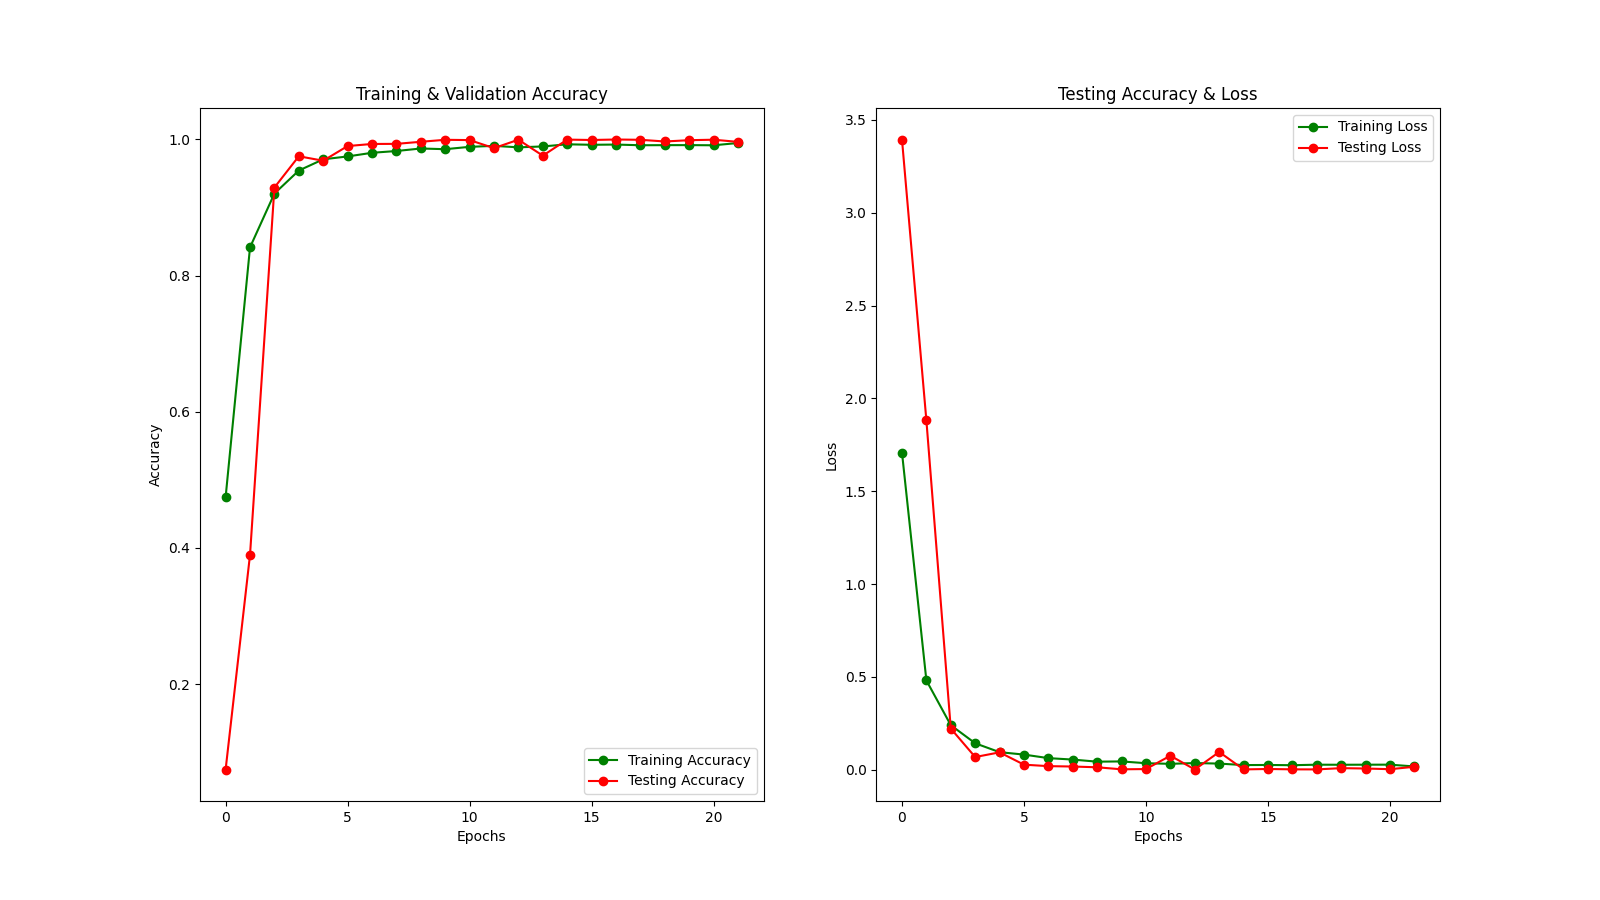 Training & Validation Accuracy
1.0
0.8
0.6
0.4
0.2
Accuracy
Training Accuracy
Testing Accuracy
0 5 10 15 20
Epochs
Testing Accuracy & Loss
3.5
3.0
2.5
2.0
1.5
1.0
0.5
0.0
Loss
Training Loss
Testing Loss
0 5 10 15 20
Epochs